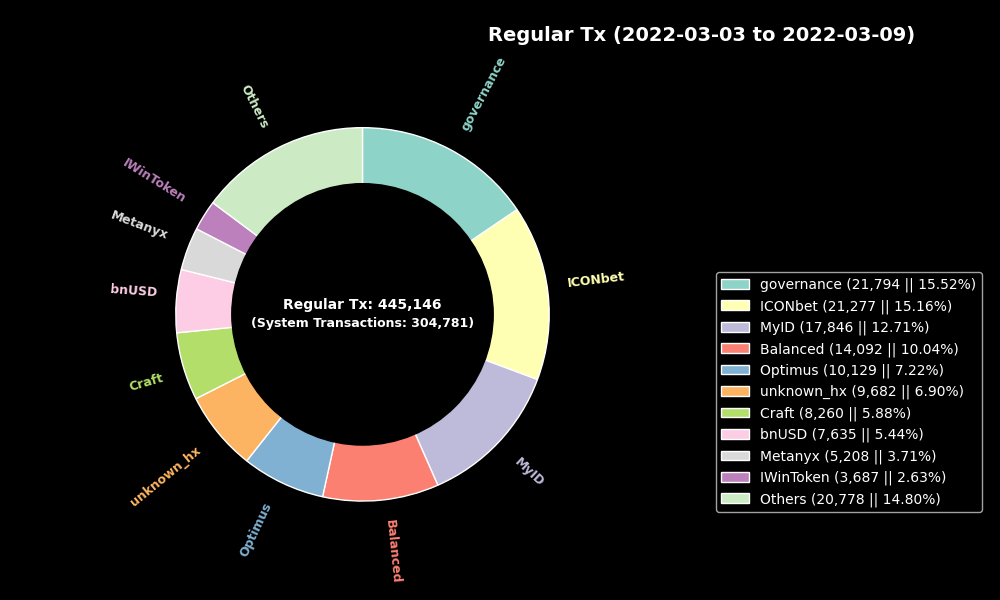 Regular Tx (2022-03-03 to 2022-03-09)
governance
Others
IWinToken
Metanyx
ICONbet
bnUSD
Regular Tx: 445,146
(System Transactions: 304,781)
Craft
unknown_hx
MyID
Optimus
Balanced
governance (21,794 || 15.52%)
ICONbet (21,277 || 15.16%)
MyID (17,846 || 12.71%)
Balanced (14,092 || 10.04%)
Optimus (10,129 || 7.22%)
unknown_hx (9,682 || 6.90%)
Craft (8,260 || 5.88%)
bnUSD (7,635 || 5.44%)
Metanyx (5,208 || 3.71%)
IWinToken (3,687 || 2.63%)
Others (20,778 || 14.80%)